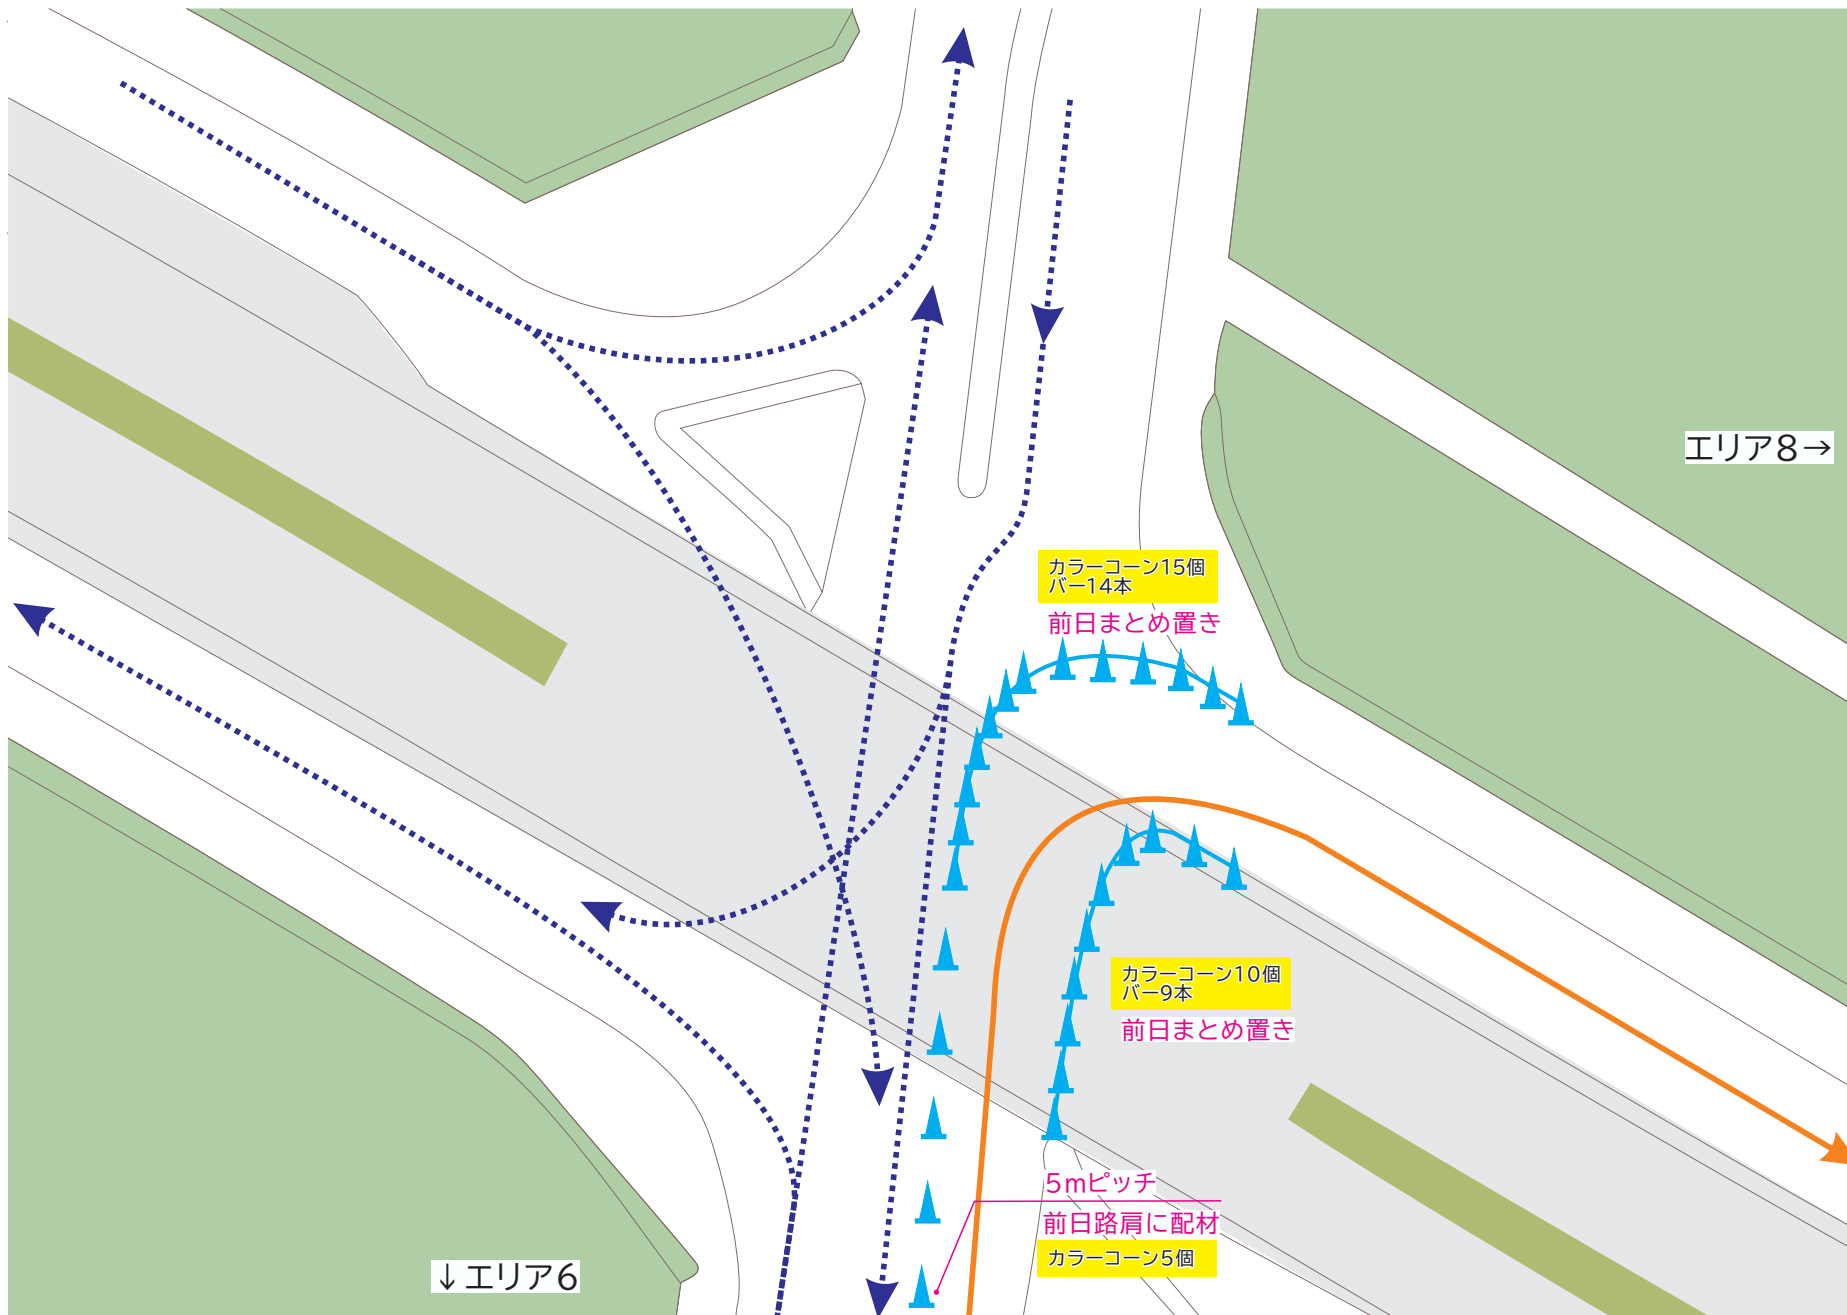 エリア8→
カラーコーン15個
バー14本
前日まとめ置き
カラーコーン10個
バー9本
前日まとめ置き
5mピッチ
前日路肩に配材
カラーコーン5個
↓エリア6